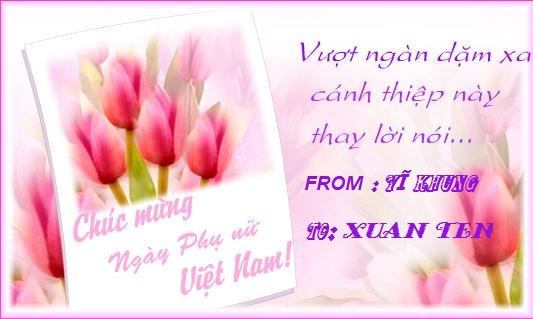 Chúc mừng
Ngày Phụ nữ
Việt Nam!
Vượt ngàn dặm xa
cánh thiệp này
thay lời nói...
FROM : TĨ KHUNG
TO: XUAN TEN